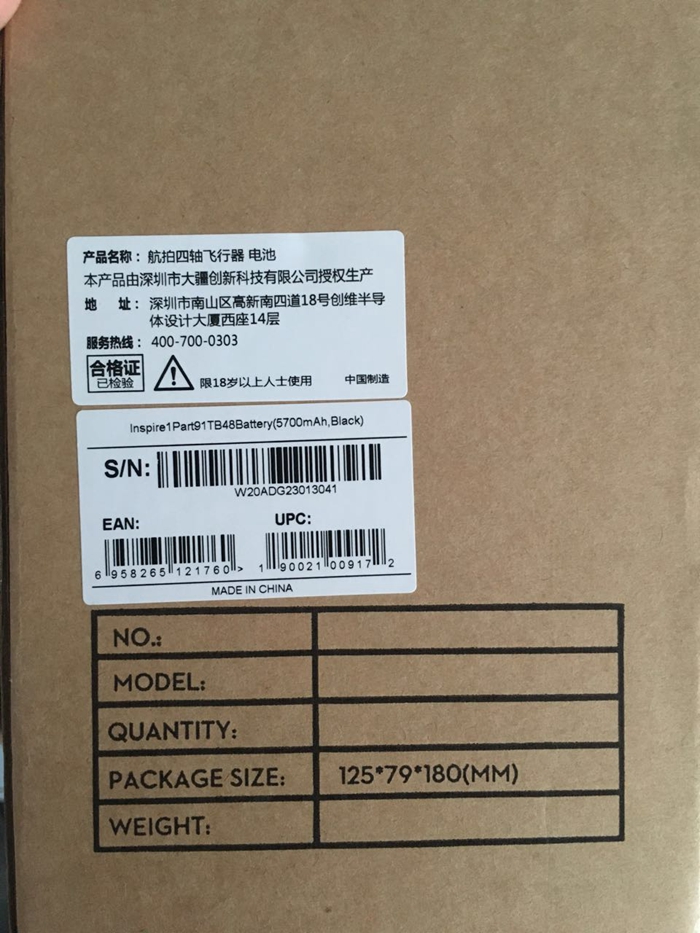 产品名称：航拍四轴飞行器 电池
本产品由深圳市大疆创新科技有限公司授权生产
地 址：深圳市南山区高新南四道18号创维半导
体设计大厦西座14层
服务热线：400-700-0303
合格证
已检验
限18岁以上人士使用 中国制造
Inspire1Part91TB48Battery(5700mAh,Black)
S/N:
W20ADG23013041
EAN: UPC:
6 958265 121760 > 1 90021 00917 2
MADE IN CHINA
NO.:
MODEL:
QUANTITY:
PACKAGE SIZE: 125*79*180(MM)
WEIGHT: